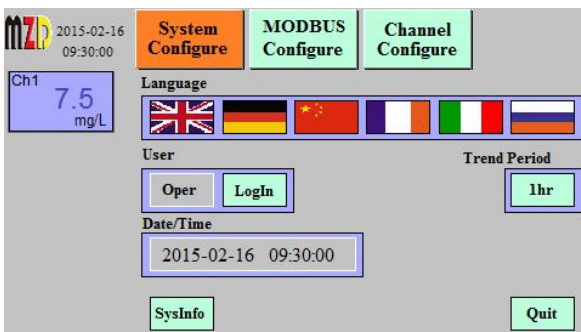 MZD 2015-02-16
09:30:00
System Configure
MODBUS Configure
Channel Configure
Ch1
7.5
mg/L
Language
User
Trend Period
Oper
LogIn
1hr
Date/Time
2015-02-16 09:30:00
SysInfo
Quit